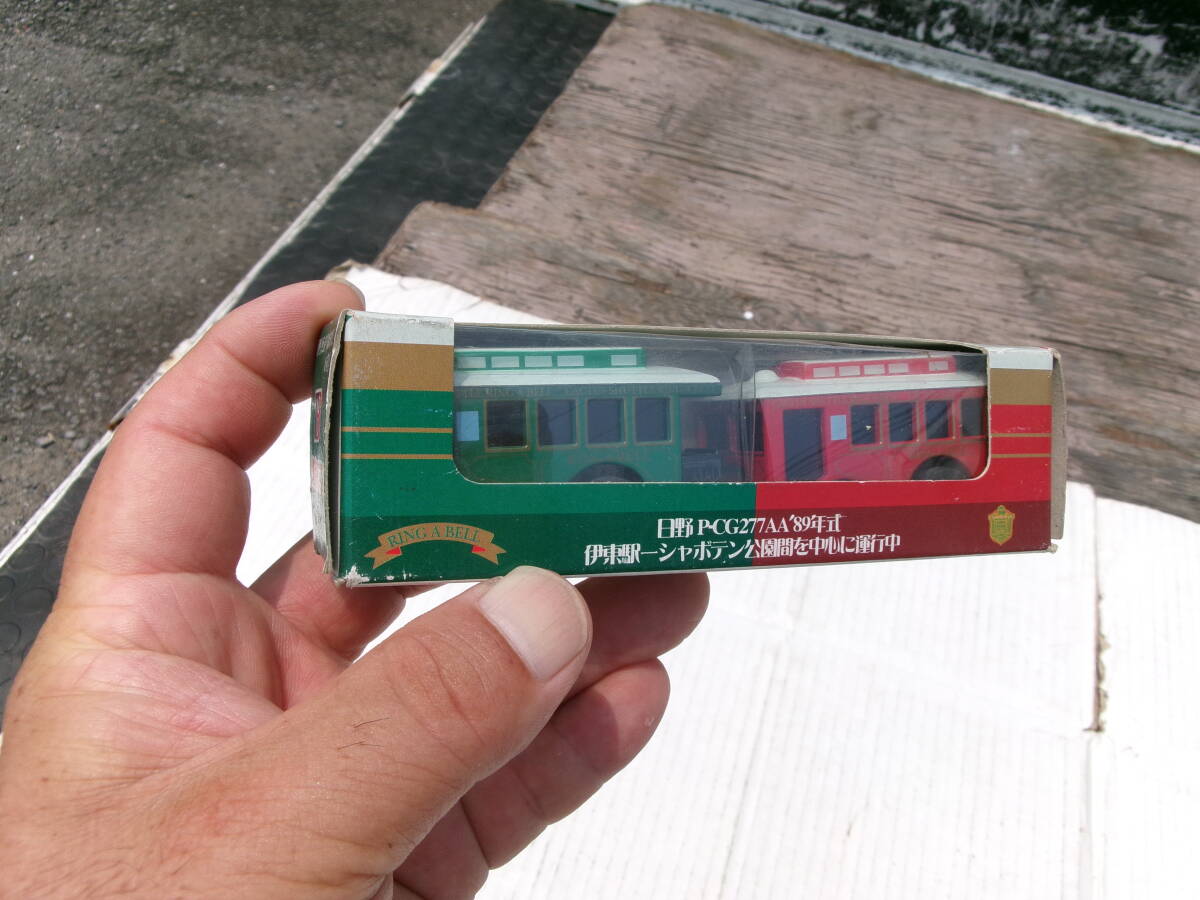 RING A BELL
日野 P-CG277AA '89年式
伊東駅ーシャボテン公園間を中心に運行中